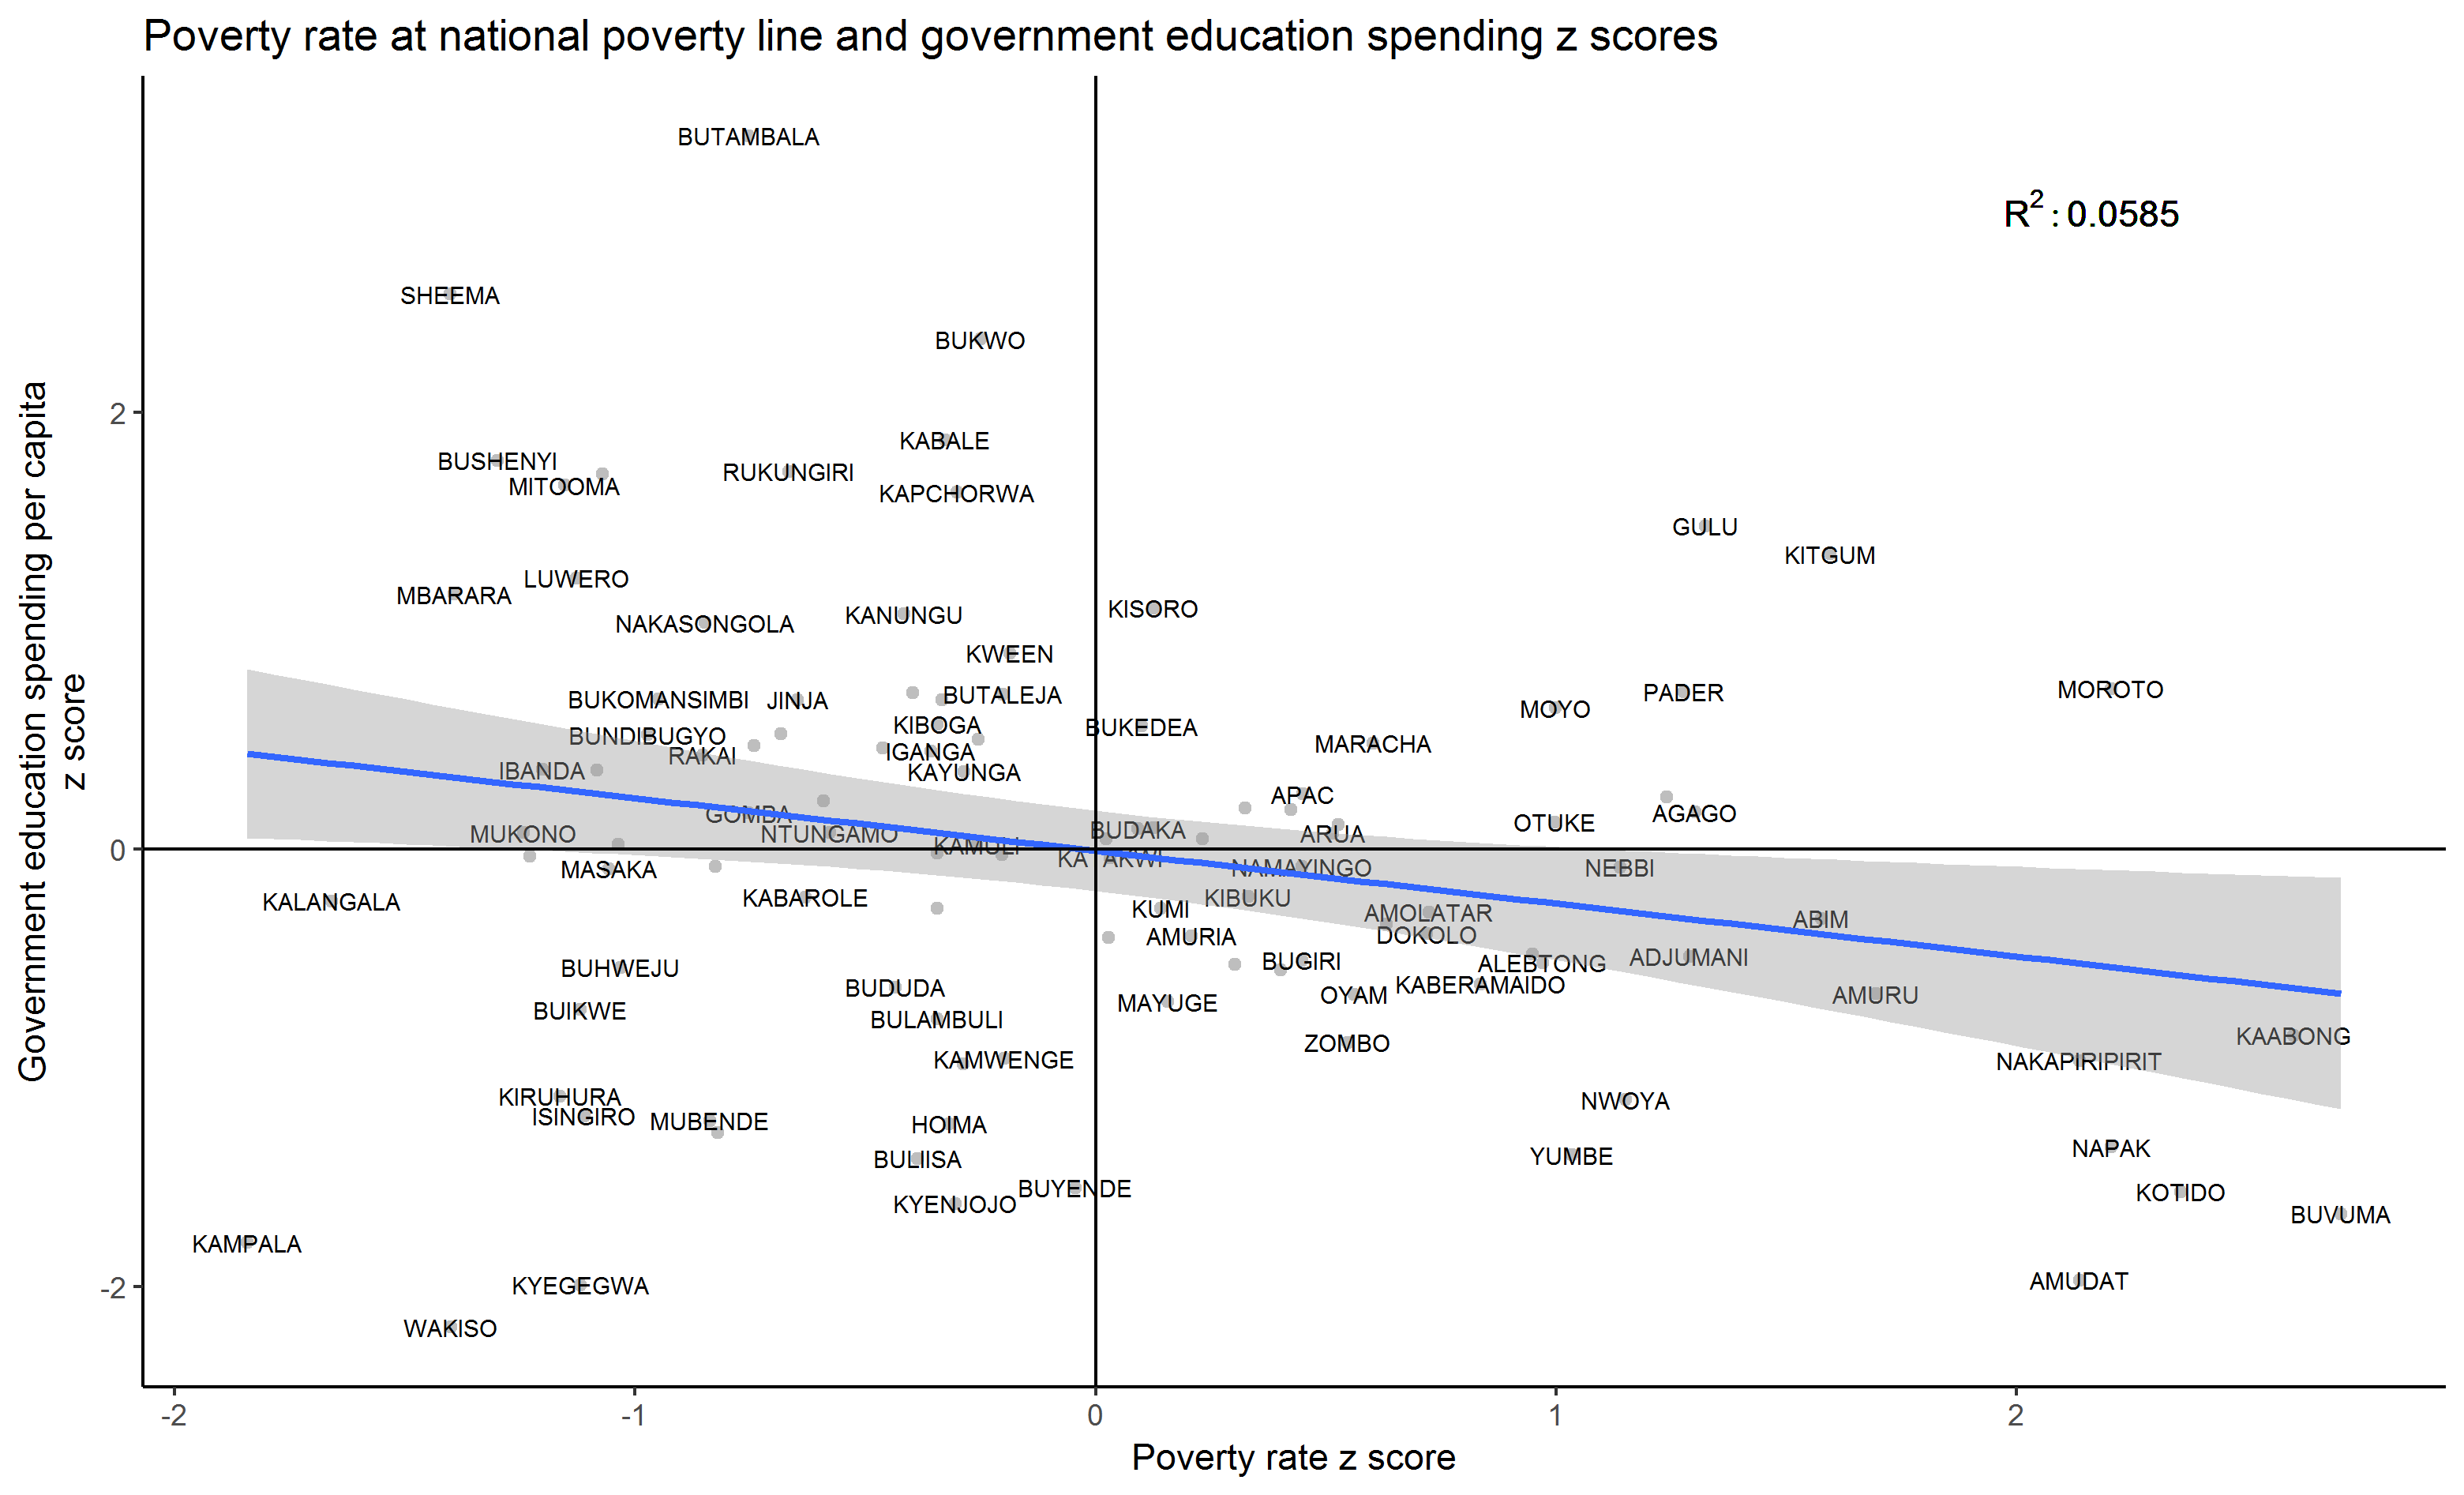 Poverty rate at national poverty line and government education spending z scores
BUTAMBALA
R²: 0.0585
SHEEMA
BUKWO
2
KABALE
BUSHENYI
RUKUNGIRI
MITOOMA
KAPCHORWA
GULU
KITGUM
LUWERO
MBARARA
KISORO
KANUNGU
NAKASONGOLA
KWEEN
MOROTO
PADER
BUTALEJA
BUKOMANSIMBI
JINJA
MOYO
KIBOGA
BUKEDEA
BUNDIBUGYO
MARACHA
IGANGA
RAKAI
IBANDA
KAYUNGA
APAC
GOMBA
AGAGO
OTUKE
BUDAKA
MUKONO
NTUNGAMO
ARUA
KAMULI
0
MASAKA
NAMAYINGO
NEBBI
KABAROLE
KIBUKU
KALANGALA
KUMI
AMOLATAR
ABIM
DOKOLO
AMURIA
ADJUMANI
BUGIRI
ALEBTONG
BUHWEJU
KABERAMAIDO
BUDUDA
OYAM
AMURU
MAYUGE
BUIKWE
BULAMBULI
KAABONG
ZOMBO
KAMWENGE
NAKAPIRIPIRIT
KIRUHURA
NWOYA
ISINGIRO
MUBENDE
HOIMA
NAPAK
YUMBE
BULIISA
BUYENDE
KOTIDO
KYENJOJO
BUVUMA
KAMPALA
AMUDAT
KYEGEGWA
-2
WAKISO
-2 -1 0 1 2
Poverty rate z score
Government education spending per capita
z score